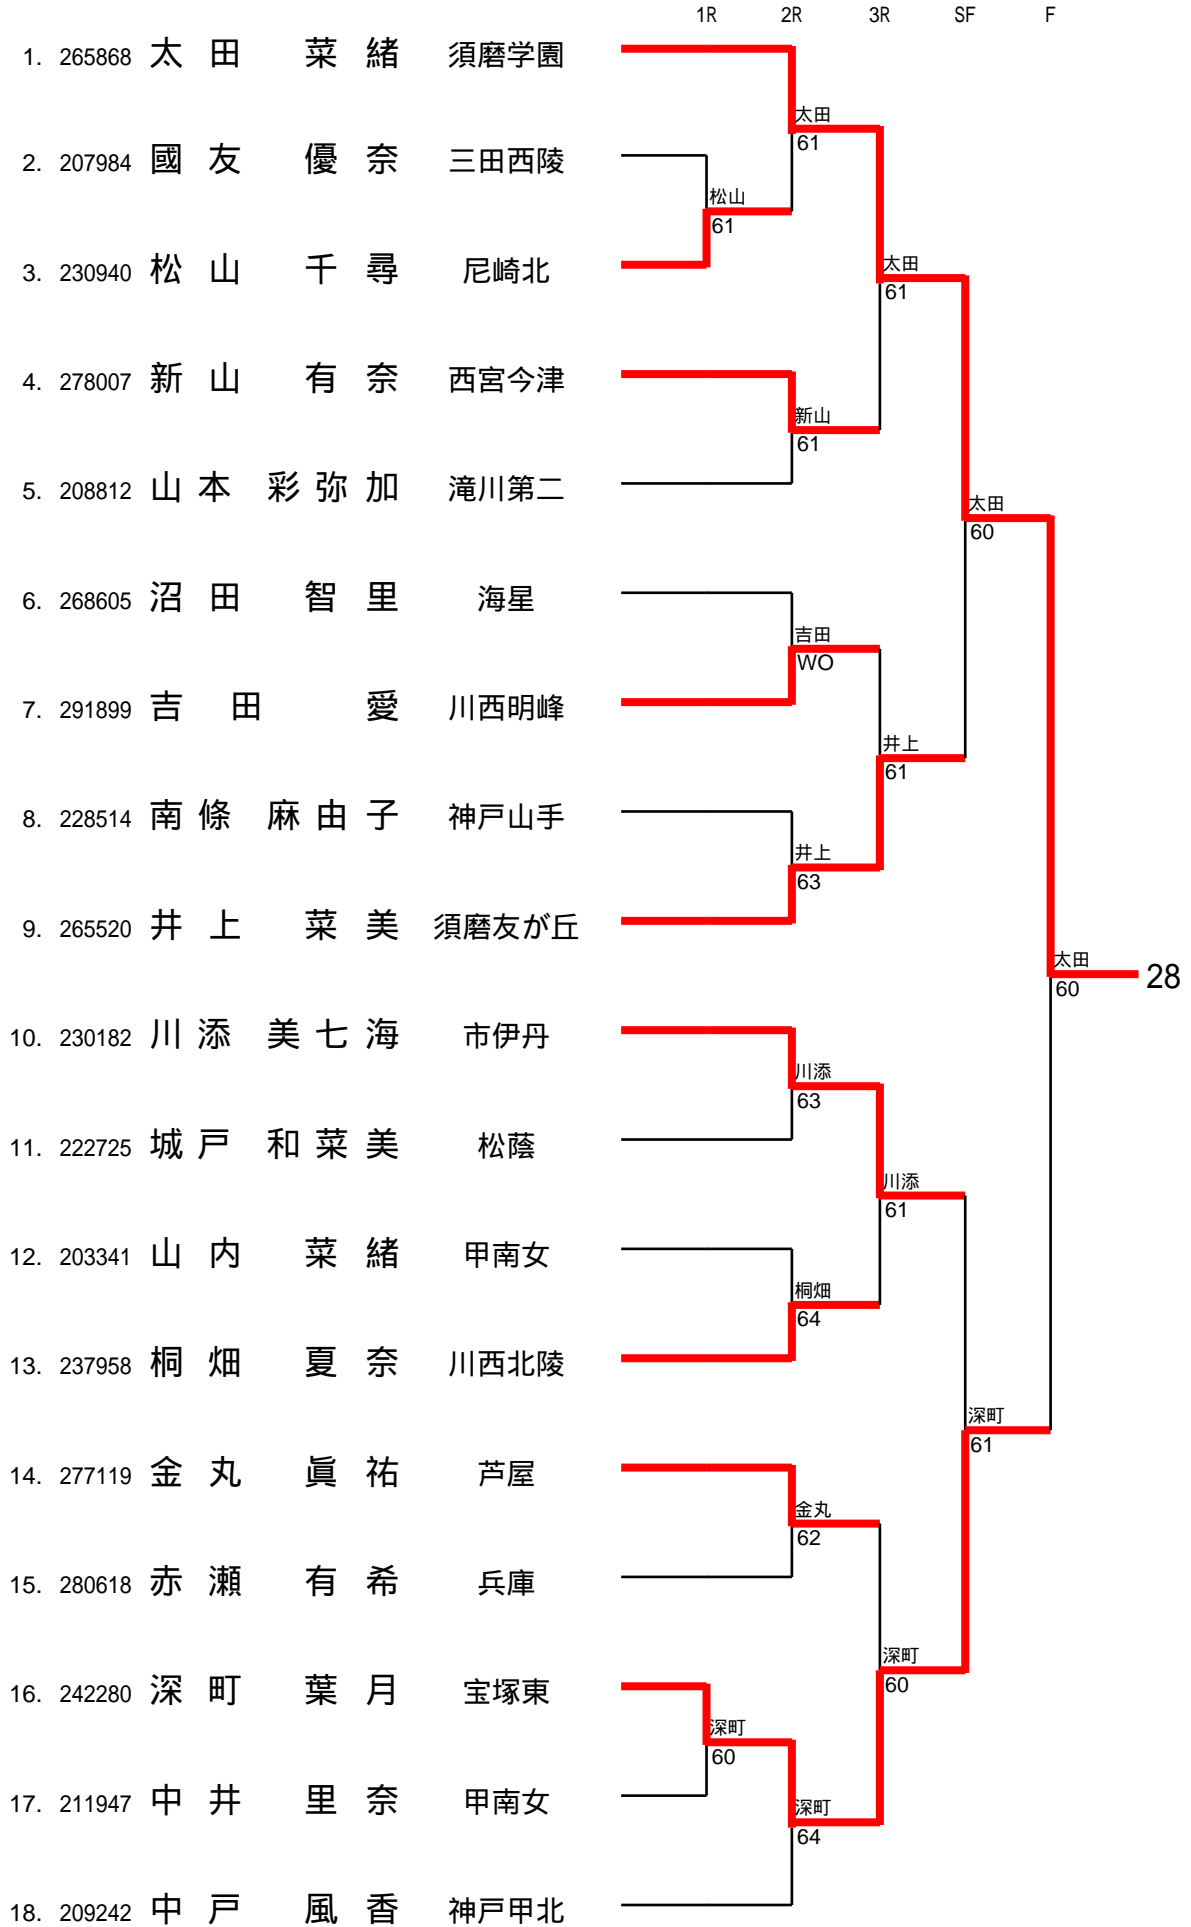 1R 2R 3R SF F
1. 265868 太田 菜緒 須磨学園
太田
61
2. 207984 國友 優奈 三田西陵
松山
61
3. 230940 松山 千尋 尼崎北
太田
61
4. 278007 新山 有奈 西宮今津
新山
61
5. 208812 山本 彩弥加 滝川第二
太田
60
6. 268605 沼田 智里 海星
吉田
WO
7. 291899 吉田 愛 川西明峰
井上
61
8. 228514 南條 麻由子 神戸山手
井上
63
9. 265520 井上 菜美 須磨友が丘
太田
60
28
10. 230182 川添 美七海 市伊丹
川添
63
11. 222725 城戸 和菜美 松蔭
川添
61
12. 203341 山内 菜緒 甲南女
桐畑
64
13. 237958 桐畑 夏奈 川西北陵
深町
61
14. 277119 金丸 眞祐 芦屋
金丸
62
15. 280618 赤瀬 有希 兵庫
深町
60
16. 242280 深町 葉月 宝塚東
深町
60
17. 211947 中井 里奈 甲南女
深町
64
18. 209242 中戸 風香 神戸甲北